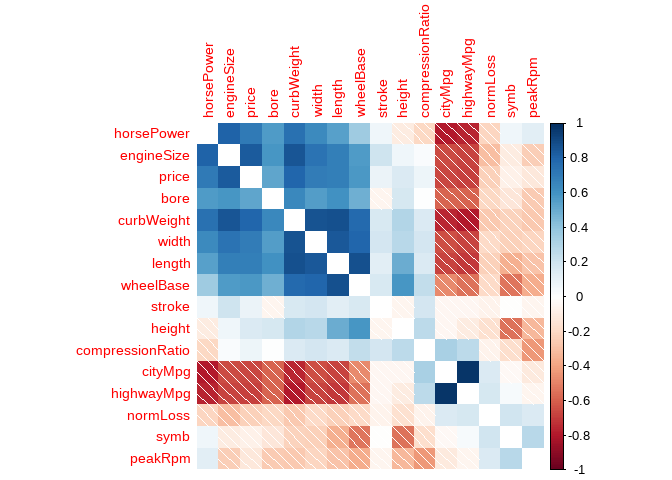 horsePower
engineSize
price
bore
curbWeight
width
length
wheelBase
stroke
height
compressionRatio
cityMpg
highwayMpg
normLoss
symb
peakRpm
horsePower
engineSize
price
bore
curbWeight
width
length
wheelBase
stroke
height
compressionRatio
cityMpg
highwayMpg
normLoss
symb
peakRpm
1
0.8
0.6
0.4
0.2
0
-0.2
-0.4
-0.6
-0.8
-1